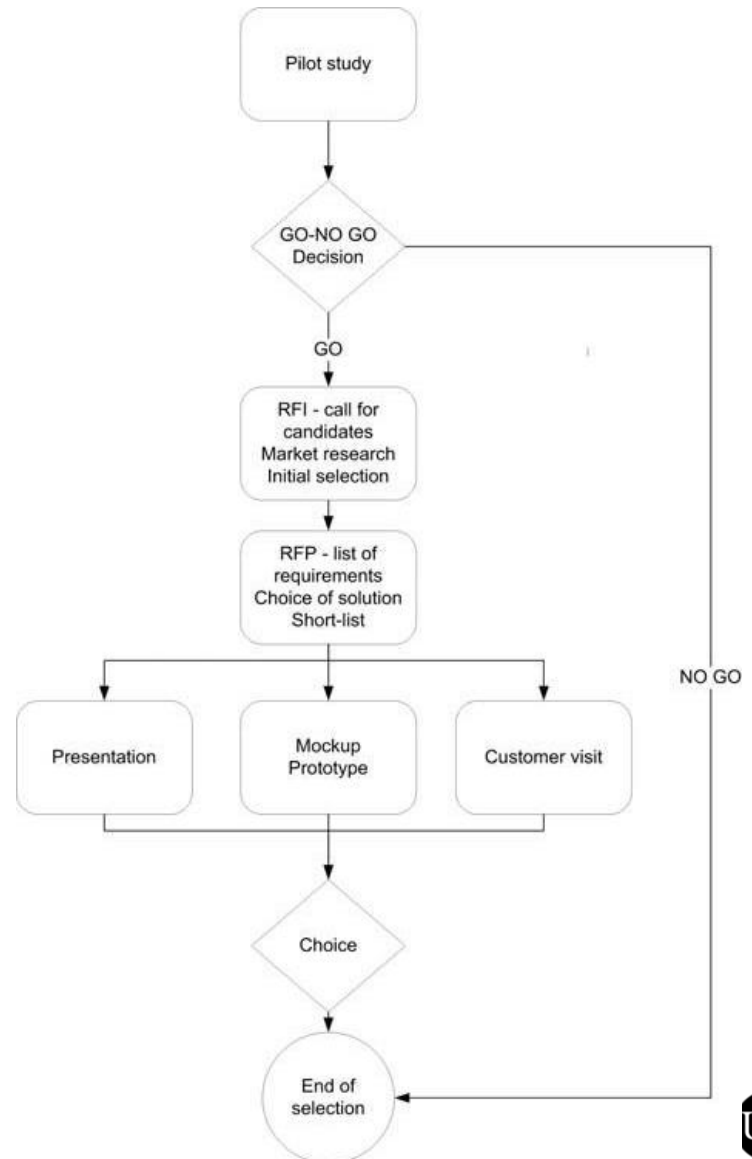 Pilot study
GO-NO GO
Decision
GO
RFI - call for
candidates
Market research
Initial selection
RFP - list of
requirements
Choice of solution
Short-list
NO GO
Presentation
Mockup
Prototype
Customer visit
Choice
End of
selection